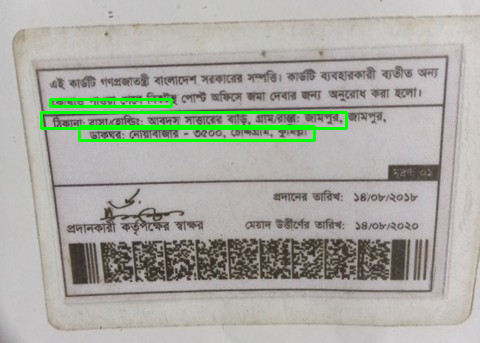 এই কার্ডটি গণপ্রজাতন্ত্রী বাংলাদেশ সরকারের সম্পত্তি। কার্ডটি ব্যবহারকারী ব্যতীত অন্য
কোথাও পাওয়া গেলে নিকটস্থ পোস্ট অফিসে জমা দেবার জন্য অনুরোধ করা হলো।
ঠিকানা: বাসা/হোল্ডিং: আবদুস সাত্তারের বাড়ি, গ্রাম/রাস্তা: জামপুর, জামপুর,
ডাকঘর: নোয়াবাজার - ৩৫০০, চৌদ্দগ্রাম, কুমিল্লা
মুদ্রণ: ০১
প্রদানের তারিখ: ১৪/০৮/২০১৮
প্রদানকারী কর্তৃপক্ষের স্বাক্ষর
মেয়াদ উত্তীর্ণের তারিখ: ১৪/০৮/২০২০